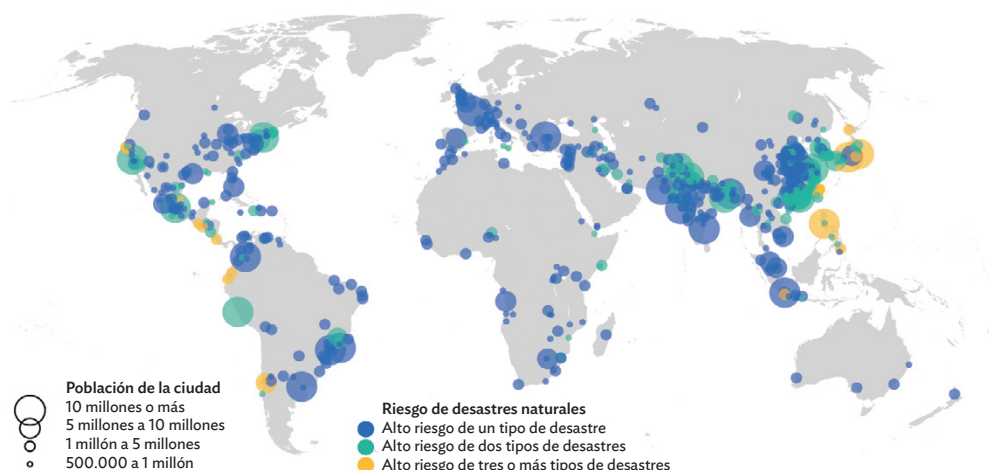 Población de la ciudad
10 millones o más
5 millones a 10 millones
1 millón a 5 millones
500.000 a 1 millón
Riesgo de desastres naturales
Alto riesgo de un tipo de desastre
Alto riesgo de dos tipos de desastres
Alto riesgo de tres o más tipos de desastres